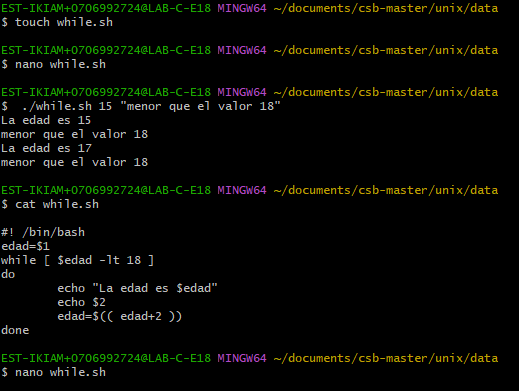 EST-IKIAM+0706992724@LAB-C-E18 MINGW64 ~/documents/csb-master/unix/data
$ touch while.sh
EST-IKIAM+0706992724@LAB-C-E18 MINGW64 ~/documents/csb-master/unix/data
$ nano while.sh
EST-IKIAM+0706992724@LAB-C-E18 MINGW64 ~/documents/csb-master/unix/data
$  ./while.sh 15 "menor que el valor 18"
La edad es 15
menor que el valor 18
La edad es 17
menor que el valor 18
EST-IKIAM+0706992724@LAB-C-E18 MINGW64 ~/documents/csb-master/unix/data
$ cat while.sh
#! /bin/bash
edad=$1
while [ $edad -lt 18 ]
do
        echo "La edad es $edad"
        echo $2
        edad=$(( edad+2 ))
done
EST-IKIAM+0706992724@LAB-C-E18 MINGW64 ~/documents/csb-master/unix/data
$ nano while.sh